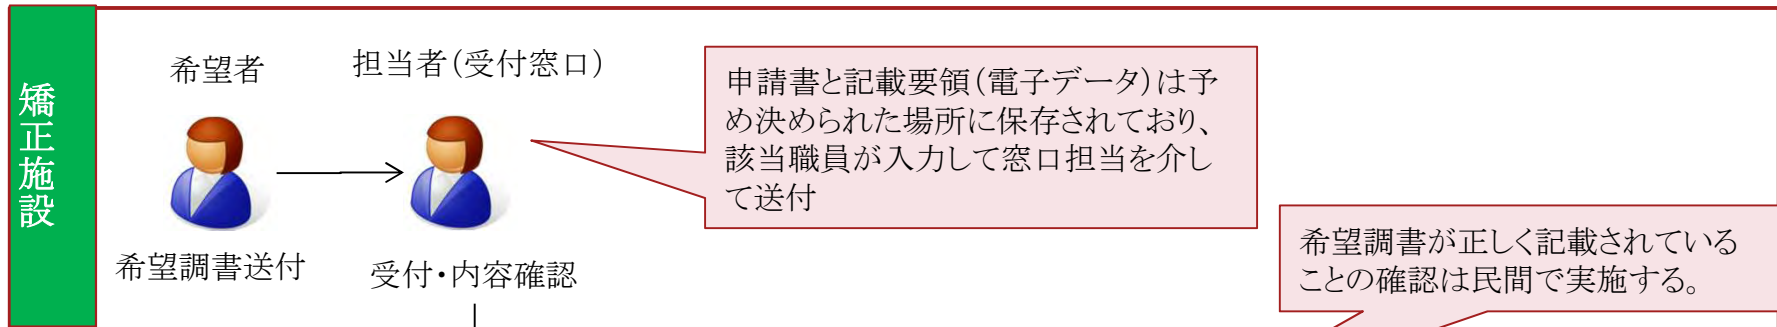 矯正施設
希望者
担当者(受付窓口)
申請書と記載要領(電子データ)は予
め決められた場所に保存されており、
該当職員が入力して窓口担当を介し
て送付
希望調書送付
受付・内容確認
希望調書が正しく記載されている
ことの確認は民間で実施する。